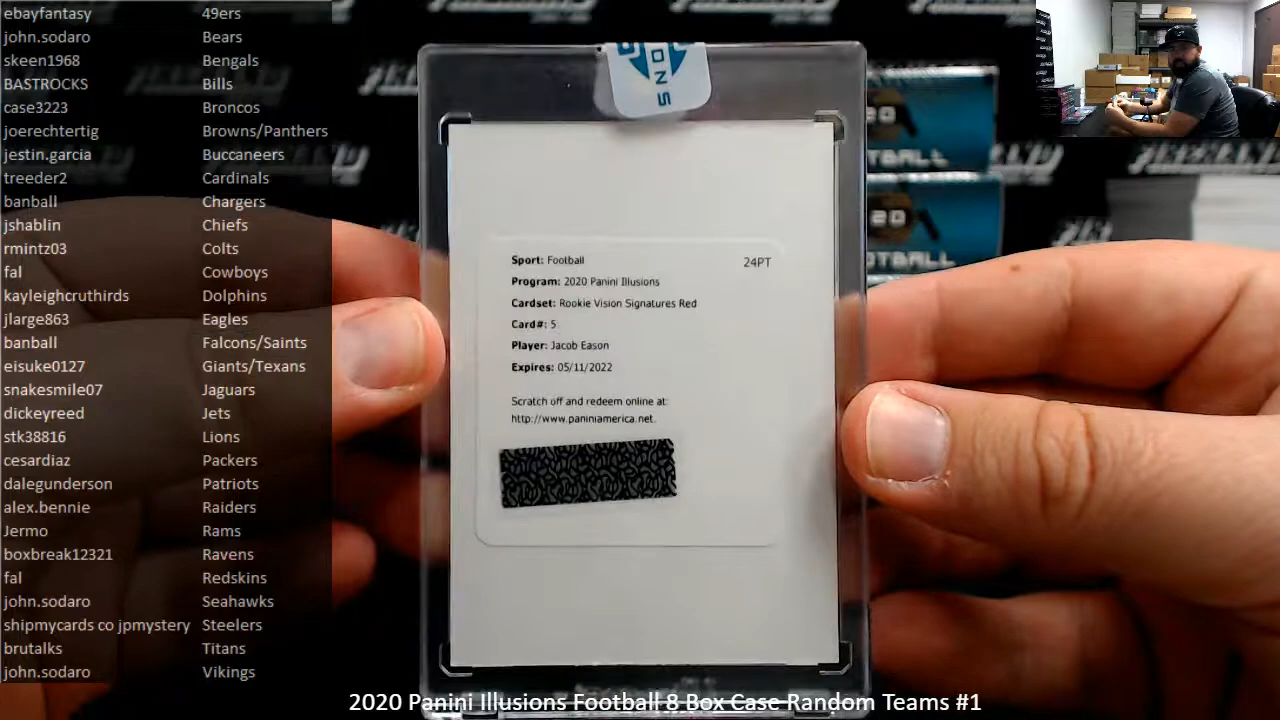 ebayfantasy 49ers
john.sodaro Bears
skeen1968 Bengals
BASTROCKS Bills
case3223 Broncos
joerechtertig Browns/Panthers
jestin.garcia Buccaneers
treeder2 Cardinals
banball Chargers
jshablin Chiefs
rmintz03 Colts
fal Cowboys
kayleighcruthirds Dolphins
jlarge863 Eagles
banball Falcons/Saints
eisuke0127 Giants/Texans
snakesmile07 Jaguars
dickeyreed Jets
stk38816 Lions
cesardiaz Packers
dalegunderson Patriots
alex.bennie Raiders
Jermo Rams
boxbreak12321 Ravens
fal Redskins
john.sodaro Seahawks
shipmycards co jpmystery Steelers
brutalks Titans
john.sodaro Vikings
ONS
Sport: Football 24PT
Program: 2020 Panini Illusions
Cardset: Rookie Vision Signatures Red
Card#: 5
Player: Jacob Eason
Expires: 05/11/2022
Scratch off and redeem online at:
http://www.paniniamerica.net.
20
TBALL
20
OTBALL
2020 Panini Illusions Football 8 Box Case Random Teams #1